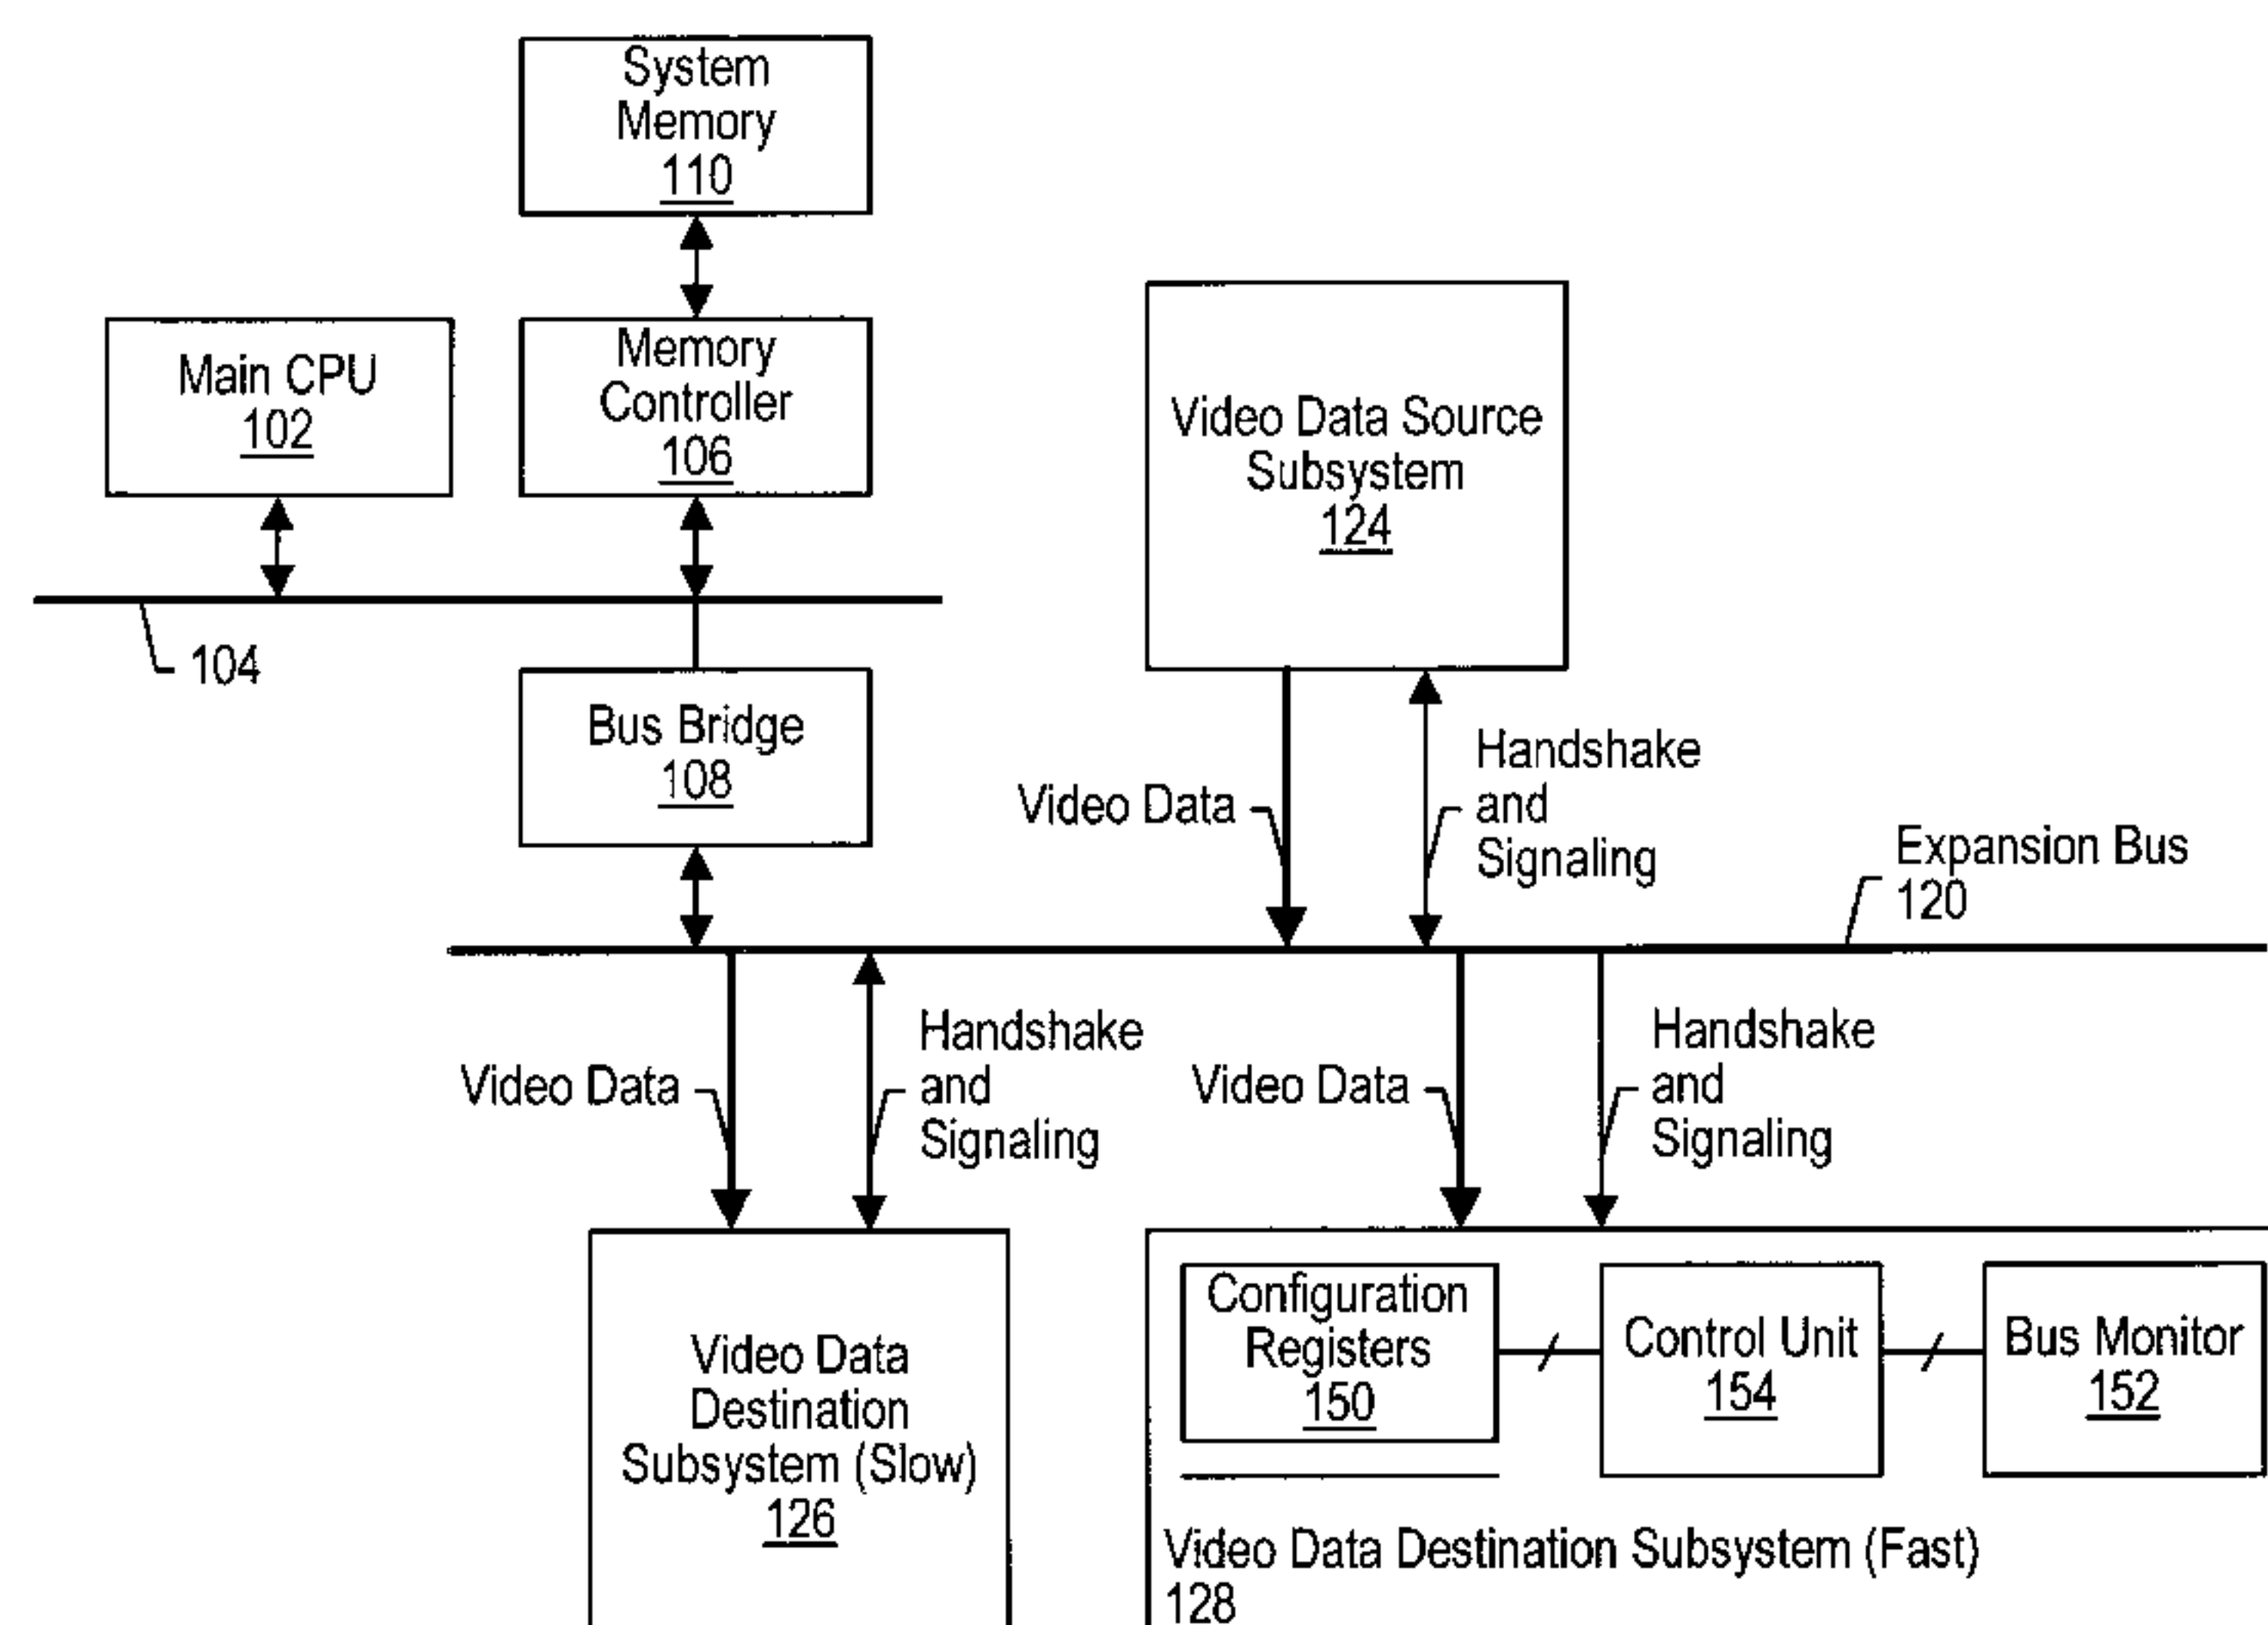 System
Memory
110
Main CPU
102
Memory
Controller
106
Video Data Source
Subsystem
124
104
Bus Bridge
108
Video Data
Handshake
and
Signaling
Expansion Bus
120
Video Data
Handshake
and
Signaling
Video Data
Handshake
and
Signaling
Video Data
Destination
Subsystem (Slow)
126
Configuration
Registers
150
Control Unit
154
Bus Monitor
152
Video Data Destination Subsystem (Fast)
128